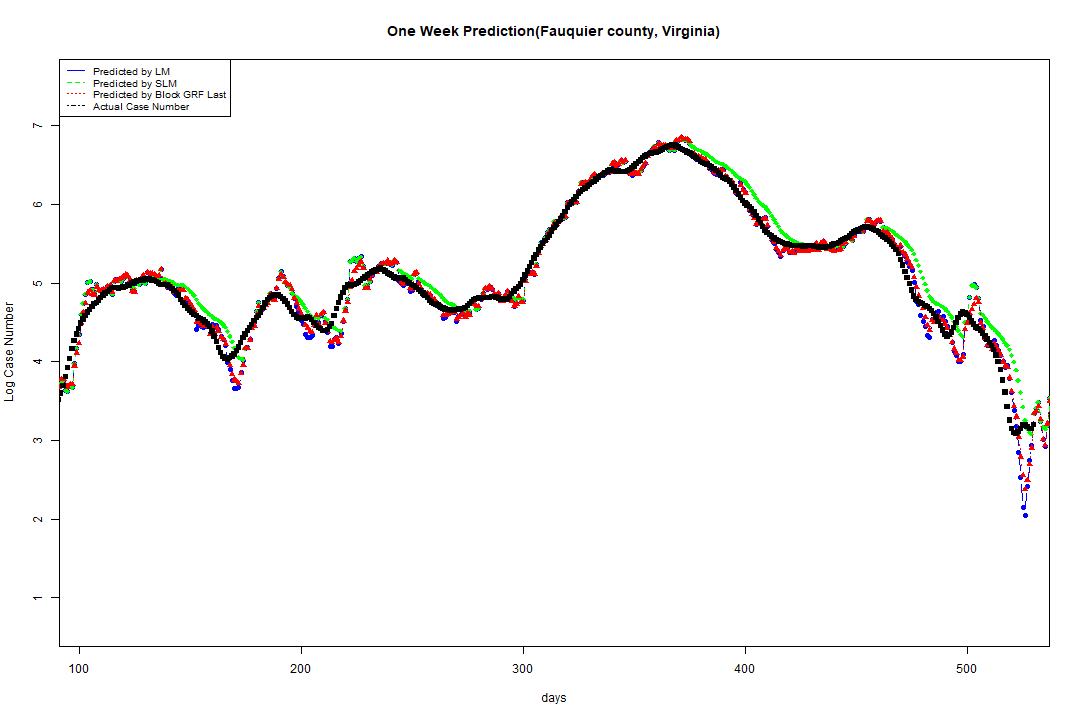 One Week Prediction(Fauquier county, Virginia)
Predicted by LM
Predicted by SLM
Predicted by Block GRF Last
Actual Case Number
7
6
5
4
3
2
1
Log Case Number
100 200 300 400 500
days